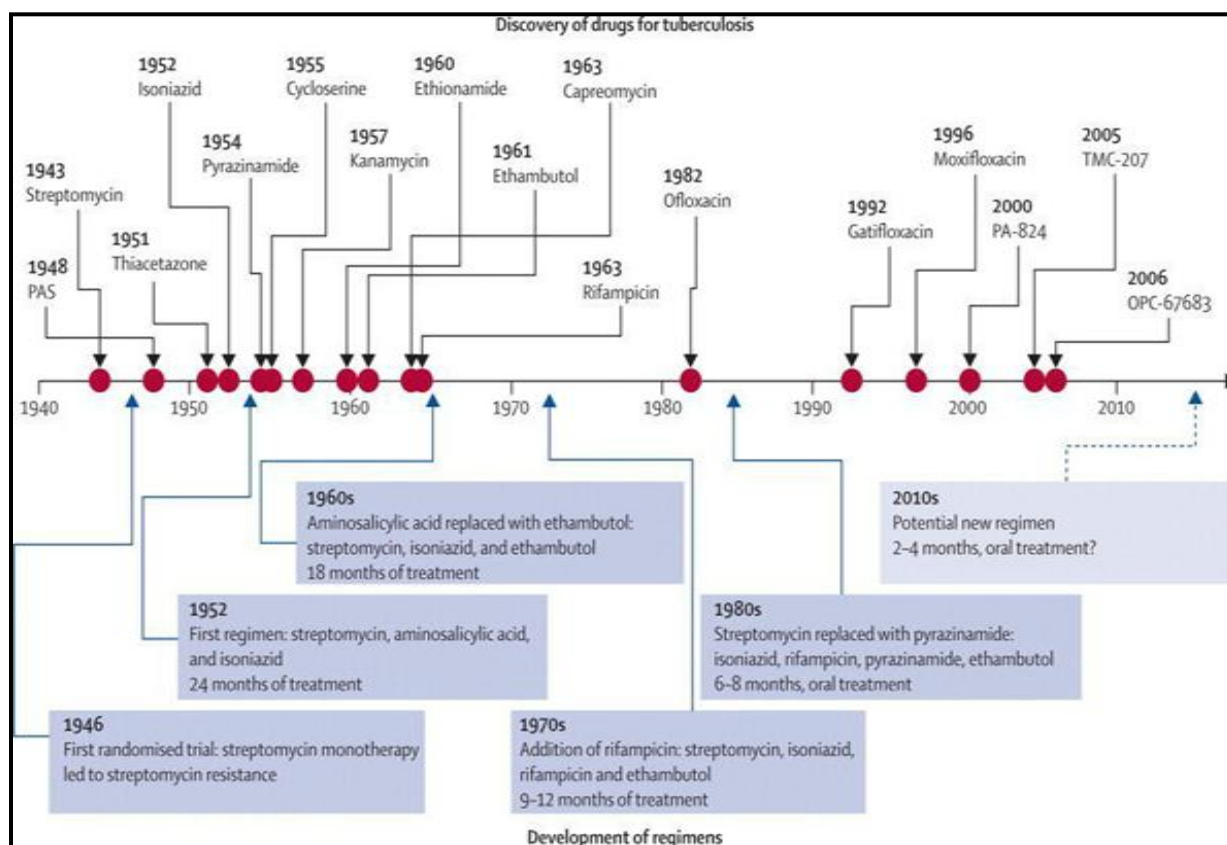 Discovery of drugs for tuberculosis
1952
Isoniazid
1955
Cycloserine
1960
Ethionamide
1963
Capreomycin
1954
Pyrazinamide
1957
Kanamycin
1961
Ethambutol
1996
Moxifloxacin
2005
TMC-207
1943
Streptomycin
1982
Ofloxacin
1992
Gatifloxacin
2000
PA-824
1951
Thiacetazone
1948
PAS
1963
Rifampicin
2006
OPC-67683
1940 1950 1960 1970 1980 1990 2000 2010
1960s
Aminosalicylic acid replaced with ethambutol:
streptomycin, isoniazid, and ethambutol
18 months of treatment
2010s
Potential new regimen
2–4 months, oral treatment?
1952
First regimen: streptomycin, aminosalicylic acid,
and isoniazid
24 months of treatment
1980s
Streptomycin replaced with pyrazinamide:
isoniazid, rifampicin, pyrazinamide, ethambutol
6–8 months, oral treatment
1946
First randomised trial: streptomycin monotherapy
led to streptomycin resistance
1970s
Addition of rifampicin: streptomycin, isoniazid,
rifampicin and ethambutol
9–12 months of treatment
Development of regimens